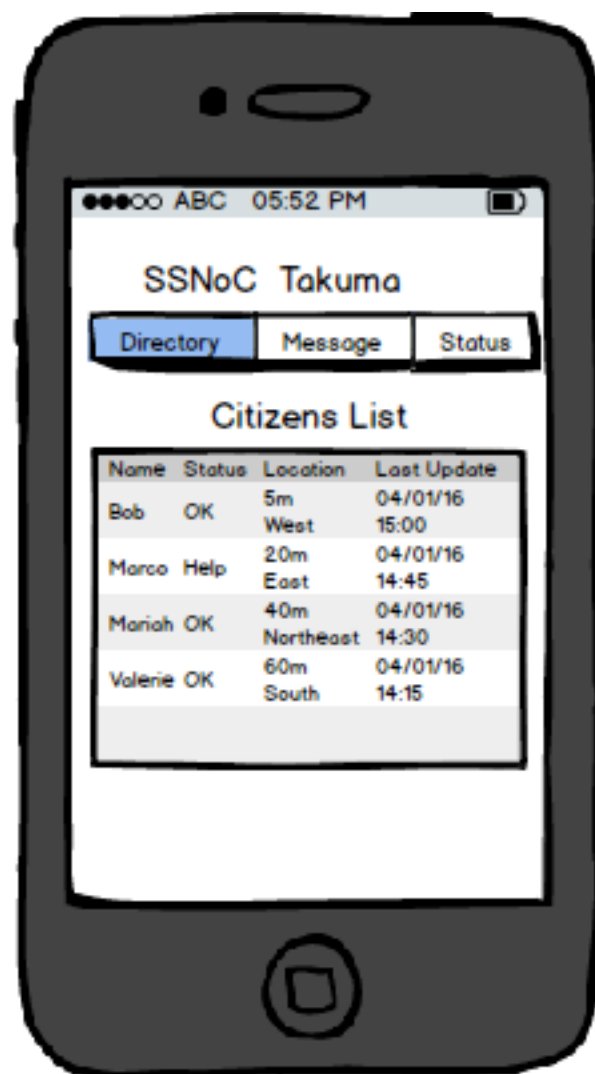 ABC 05:52 PM
SSNoC Takuma
Directory Message Status
Citizens List
Name Status Location Last Update
Bob OK 5m West 04/01/16 15:00
Marco Help 20m East 04/01/16 14:45
Mariah OK 40m Northeast 04/01/16 14:30
Valerie OK 60m South 04/01/16 14:15